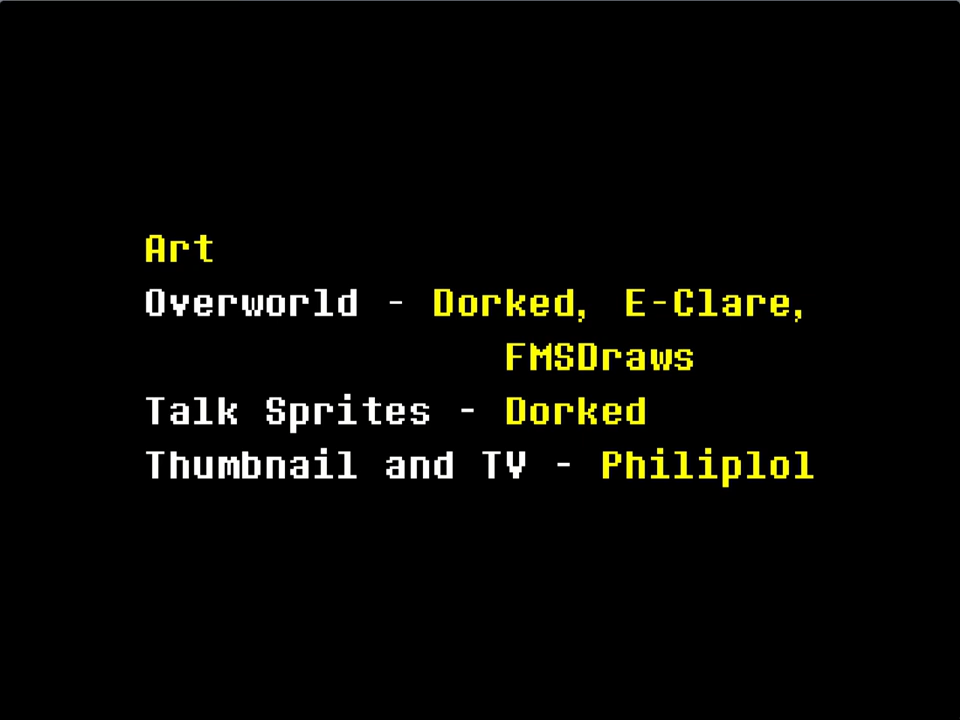 Art
Overworld - Dorked, E-Clare,
FMSDraws
Talk Sprites - Dorked
Thumbnail and TV - Philiplol